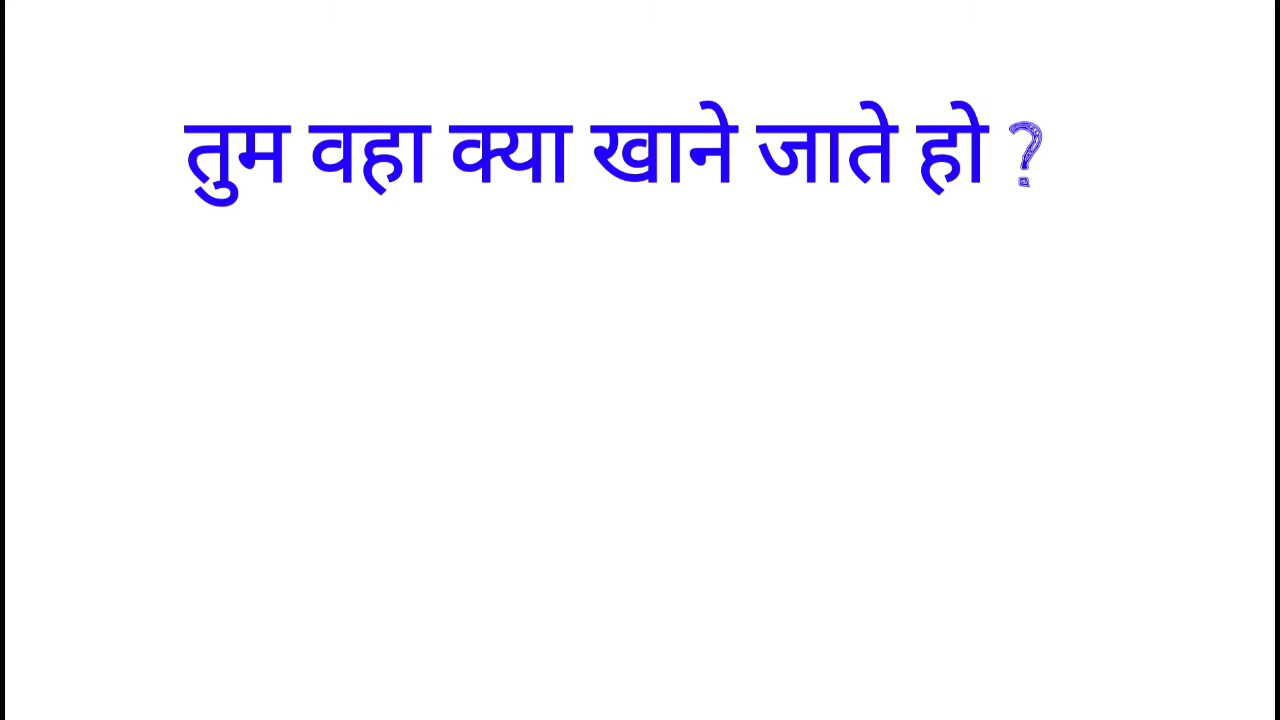 तुम वहा क्या खाने जाते हो ?